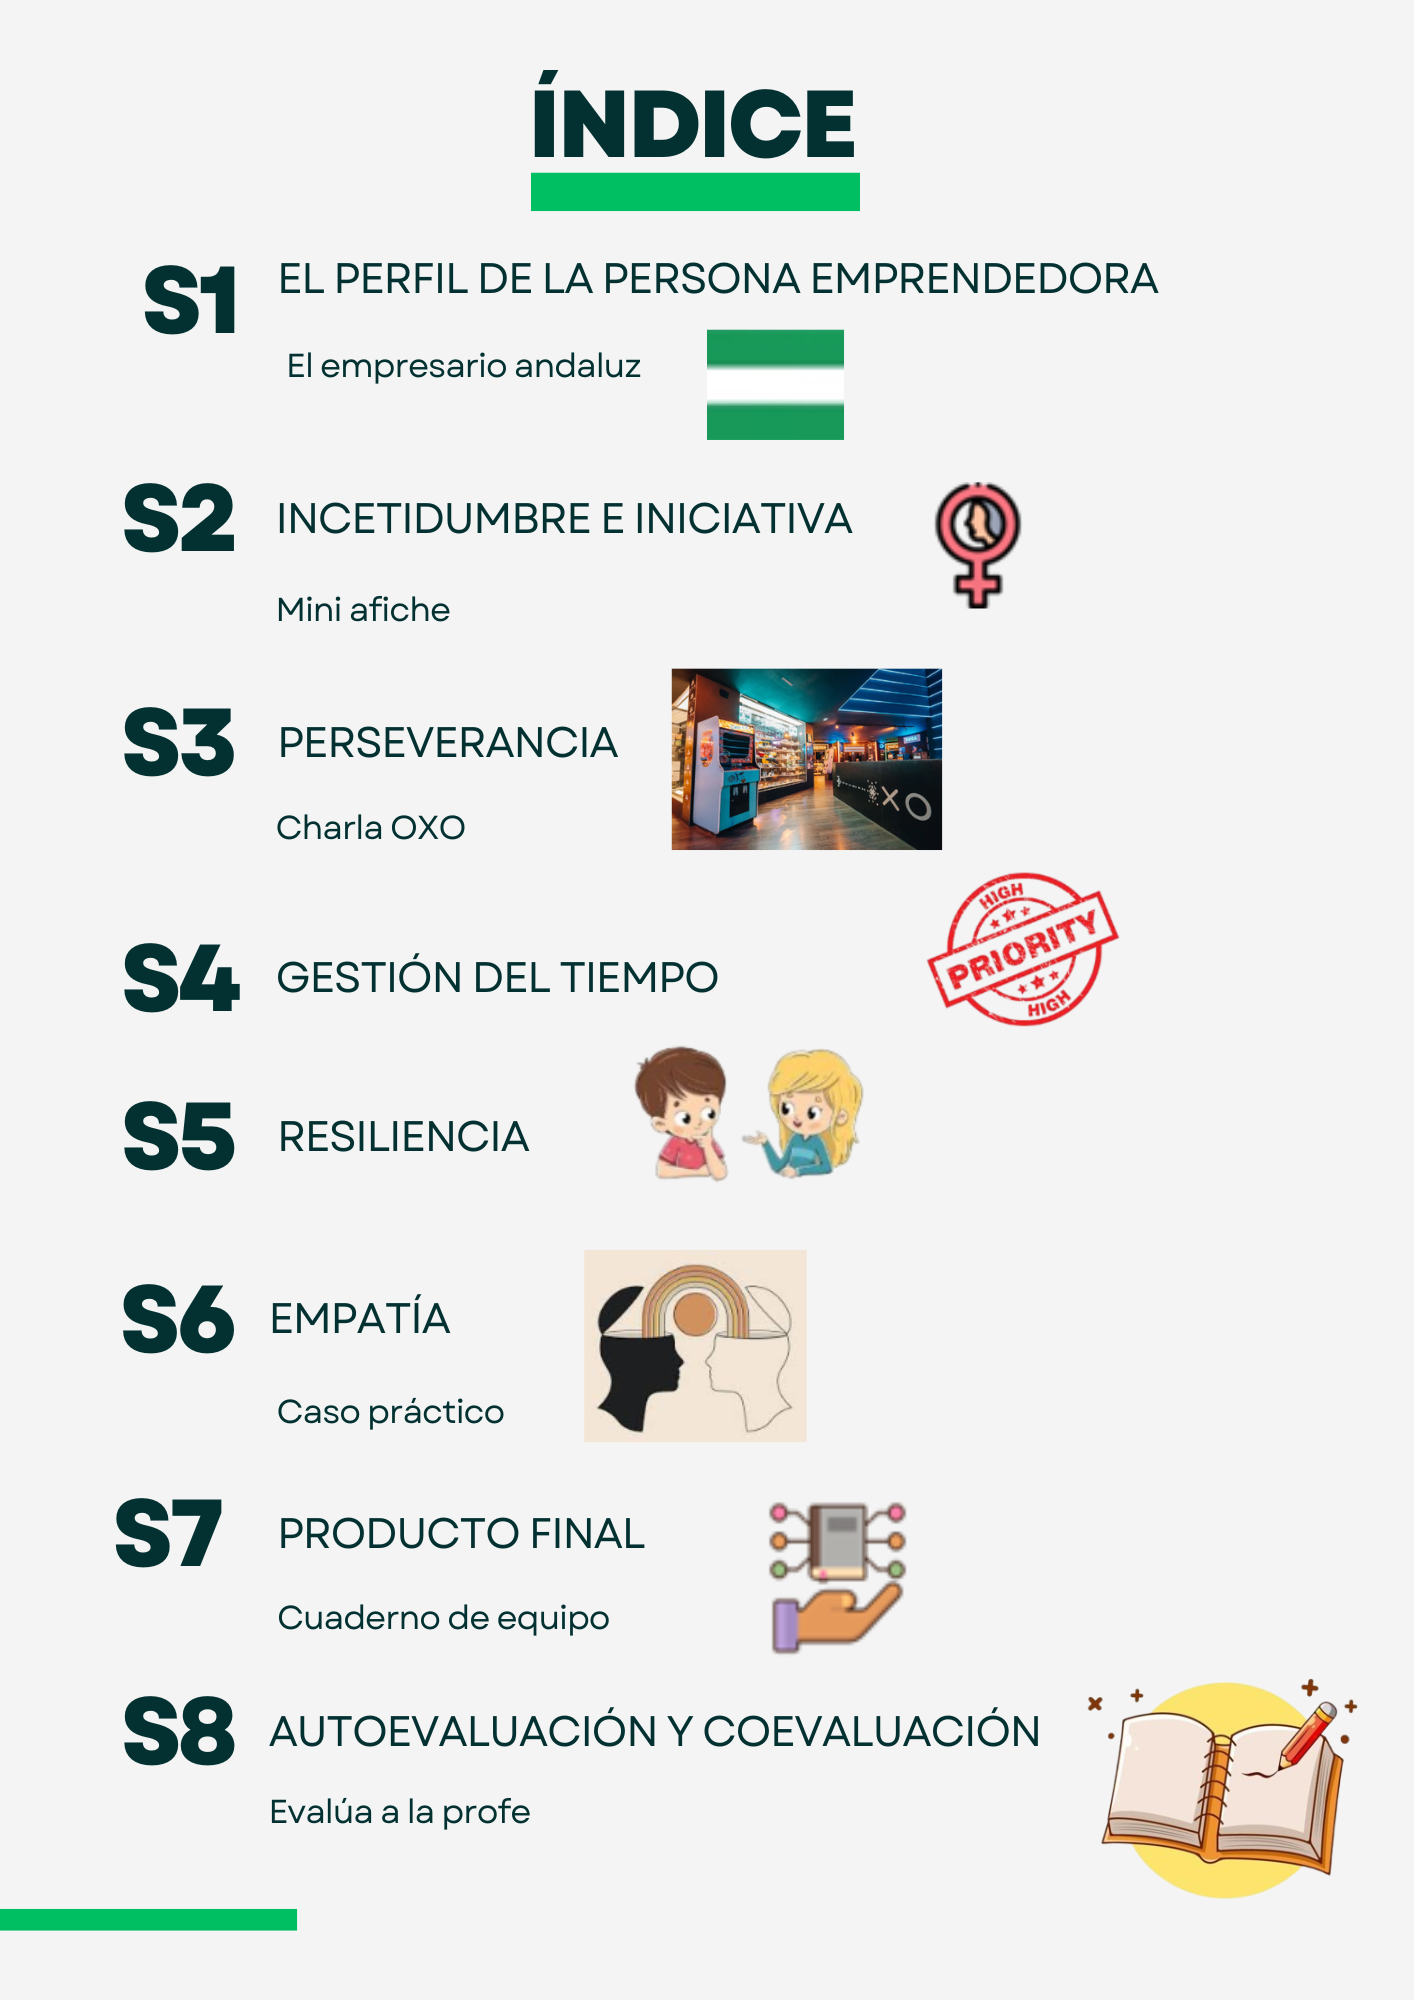 ÍNDICE
S1 EL PERFIL DE LA PERSONA EMPRENDEDORA
El empresario andaluz
S2 INCETIDUMBRE E INICIATIVA
Mini afiche
S3 PERSEVERANCIA
XO
Charla OXO
HIGH
PRIORITY
HIGH
S4 GESTIÓN DEL TIEMPO
S5 RESILIENCIA
S6 EMPATÍA
Caso práctico
S7 PRODUCTO FINAL
Cuaderno de equipo
S8 AUTOEVALUACIÓN Y COEVALUACIÓN
Evalúa a la profe